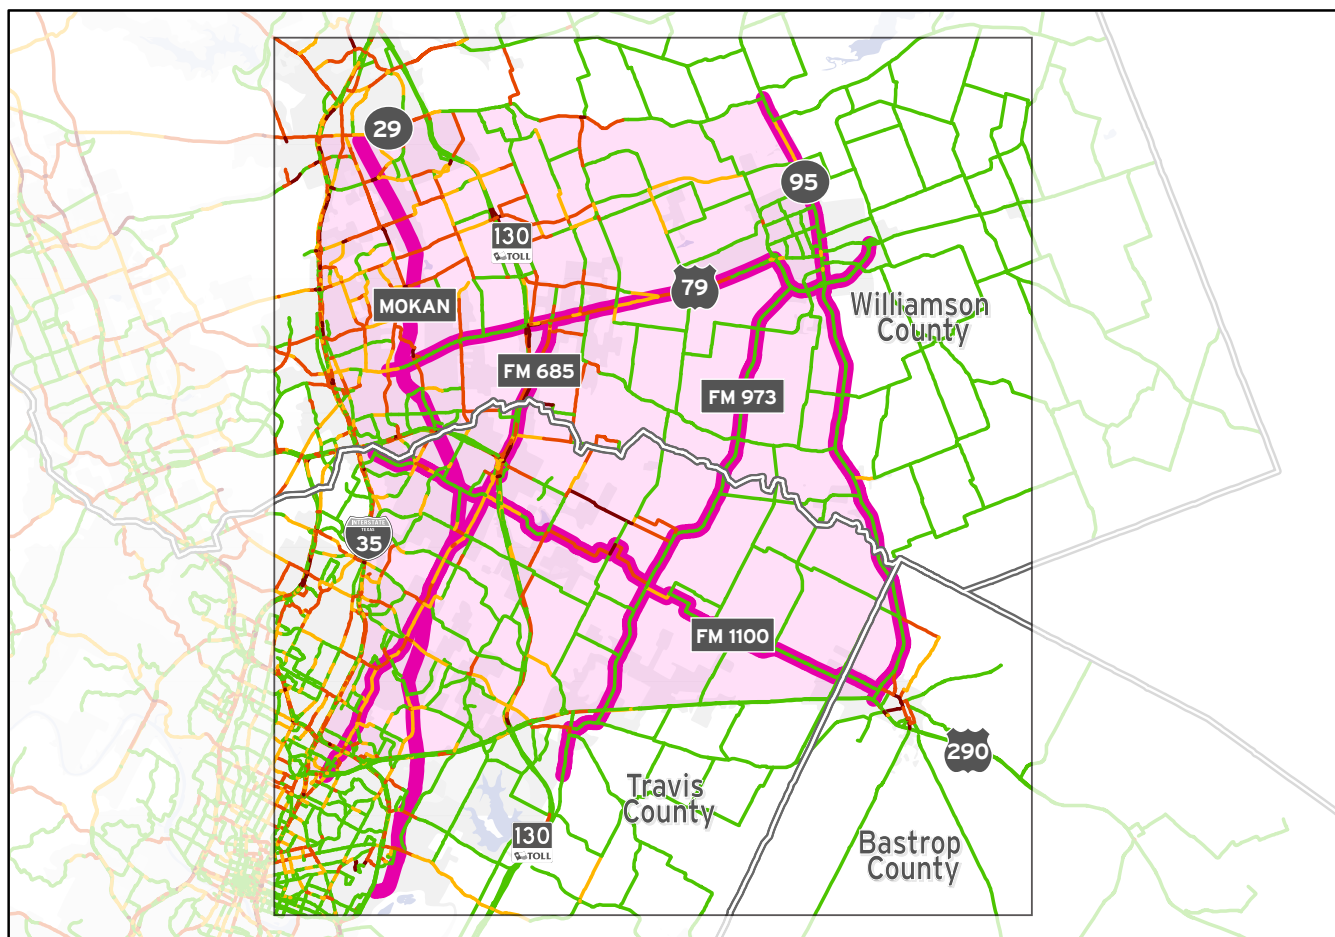 29
95
130
TOLL
79
MOKAN
Williamson
County
FM 685
FM 973
INTERSTATE
TEXAS
35
FM 1100
290
Travis
County
130
TOLL
Bastrop
County